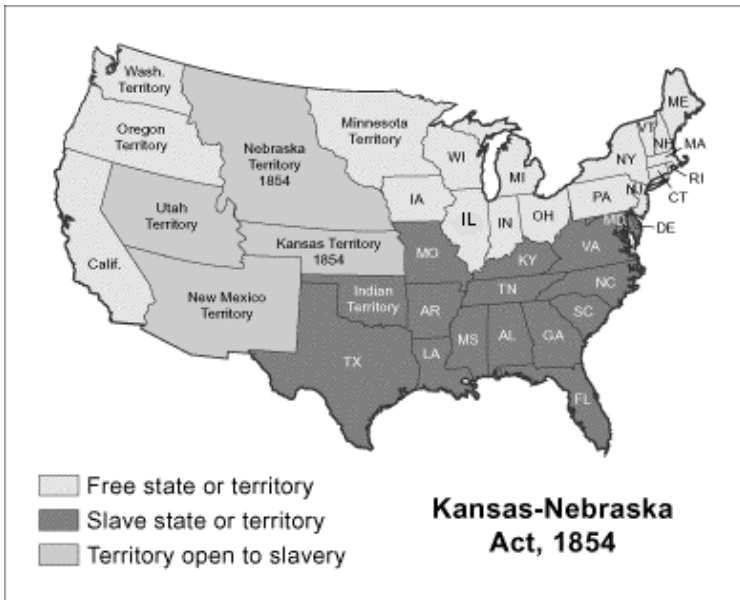 Wash.
Territory
Oregon
Territory
Calif.
Nebraska
Territory
1854
Utah
Territory
New Mexico
Territory
Kansas Territory
1854
Indian
Territory
TX
Minnesota
Territory
IA
MO
AR
LA
WI
IL
MI
IN
OH
KY
TN
MS
AL
GA
FL
SC
NC
VA
MD
DE
PA
NJ
NY
CT
RI
MA
VT
NH
ME
Free state or territory
Slave state or territory
Territory open to slavery
Kansas-Nebraska
Act, 1854